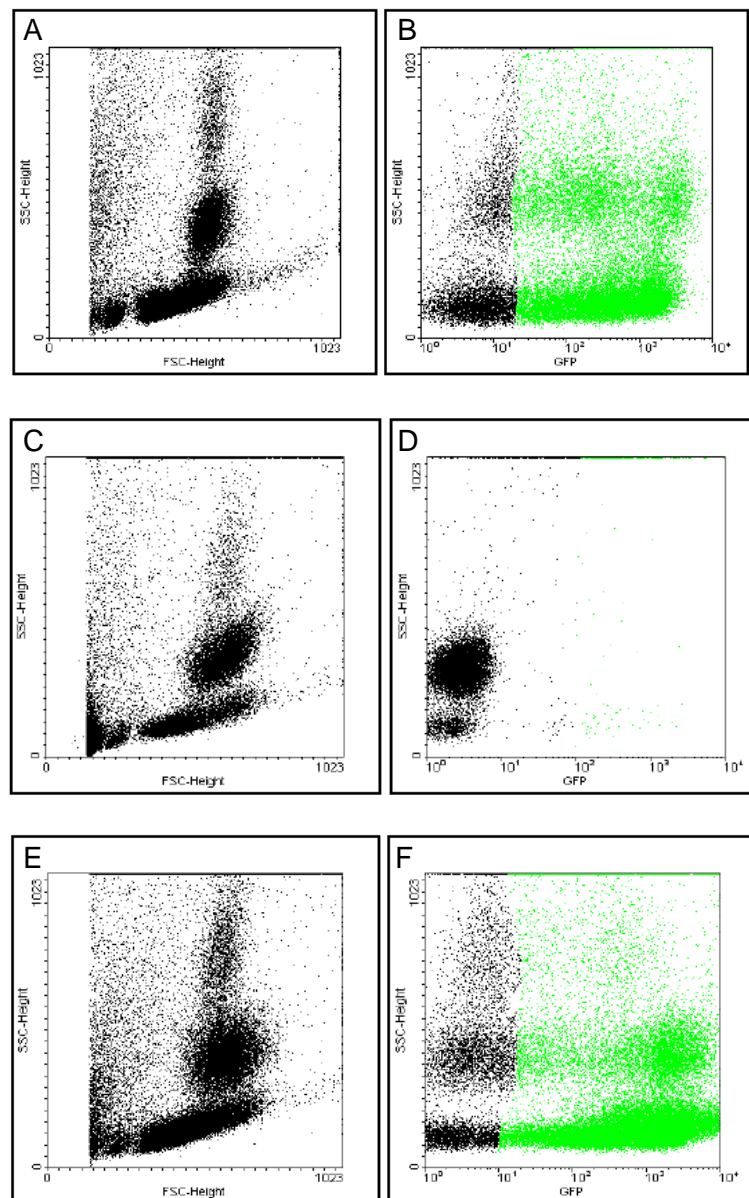 A
1023
SSC-Height
0
0
FSC-Height
1023
B
1023
SSC-Height
0
10⁰
10¹
10²
10³
10⁴
GFP
C
1023
SSC-Height
0
0
FSC-Height
1023
D
1023
SSC-Height
0
10⁰
10¹
10²
10³
10⁴
GFP
E
1023
SSC-Height
0
0
FSC-Height
1023
F
1023
SSC-Height
0
10⁰
10¹
10²
10³
10⁴
GFP